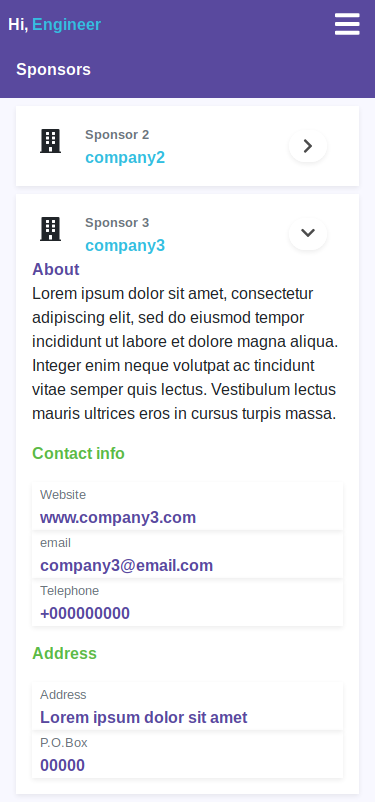 Hi, Engineer
Sponsors
Sponsor 2
company2
Sponsor 3
company3
About
Lorem ipsum dolor sit amet, consectetur
adipiscing elit, sed do eiusmod tempor
incididunt ut labore et dolore magna aliqua.
Integer enim neque volutpat ac tincidunt
vitae semper quis lectus. Vestibulum lectus
mauris ultrices eros in cursus turpis massa.
Contact info
Website
www.company3.com
email
company3@email.com
Telephone
+000000000
Address
Address
Lorem ipsum dolor sit amet
P.O.Box
00000